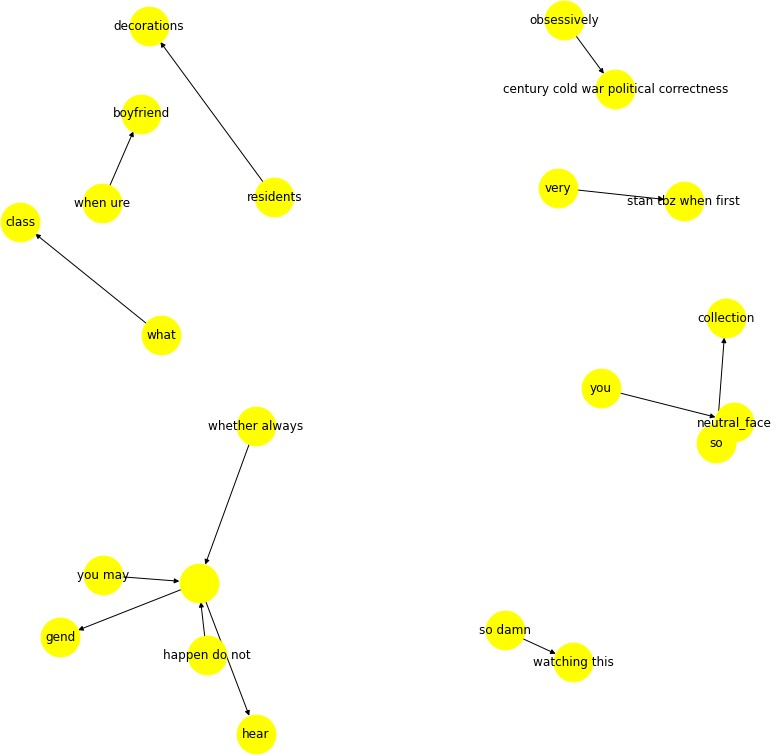 decorations
obsessively
century cold war political correctness
boyfriend
very
residents
when ure
stan tbz when first
class
collection
what
you
neutral_face
whether always
so
you may
so damn
gend
happen do not
watching this
hear